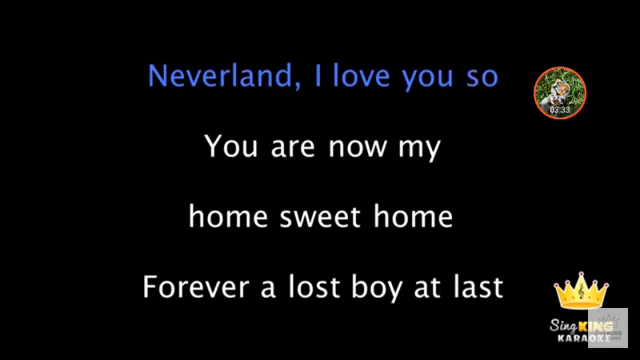 Neverland, I love you so
03:33
You are now my
home sweet home
Forever a lost boy at last
Sing KING
KARAOKE